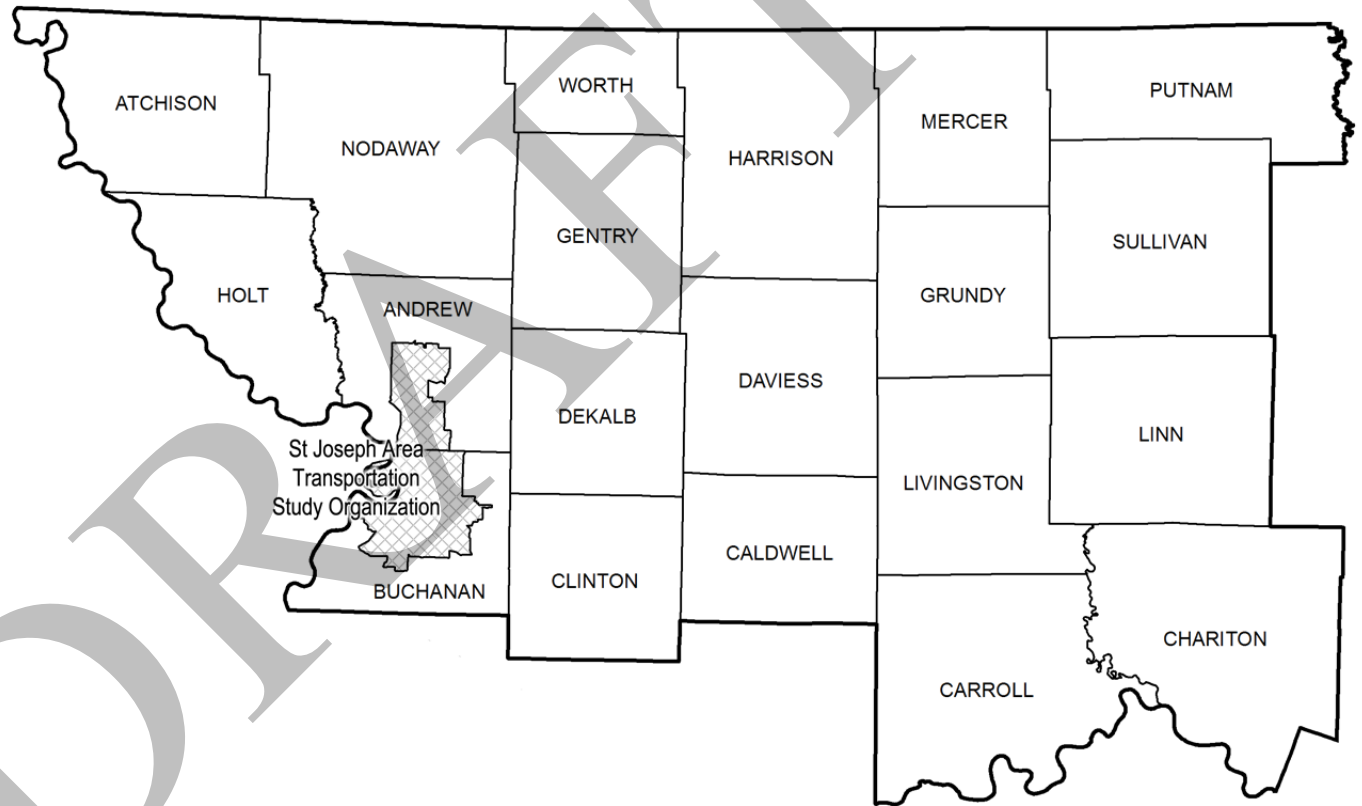 PUTNAM
WORTH
ATCHISON
MERCER
NODAWAY
HARRISON
GENTRY
SULLIVAN
HOLT
GRUNDY
ANDREW
DAVIESS
DEKALB
LINN
St Joseph Area
Transportation
Study Organization
LIVINGSTON
CALDWELL
CLINTON
BUCHANAN
CHARITON
CARROLL
DRAFT